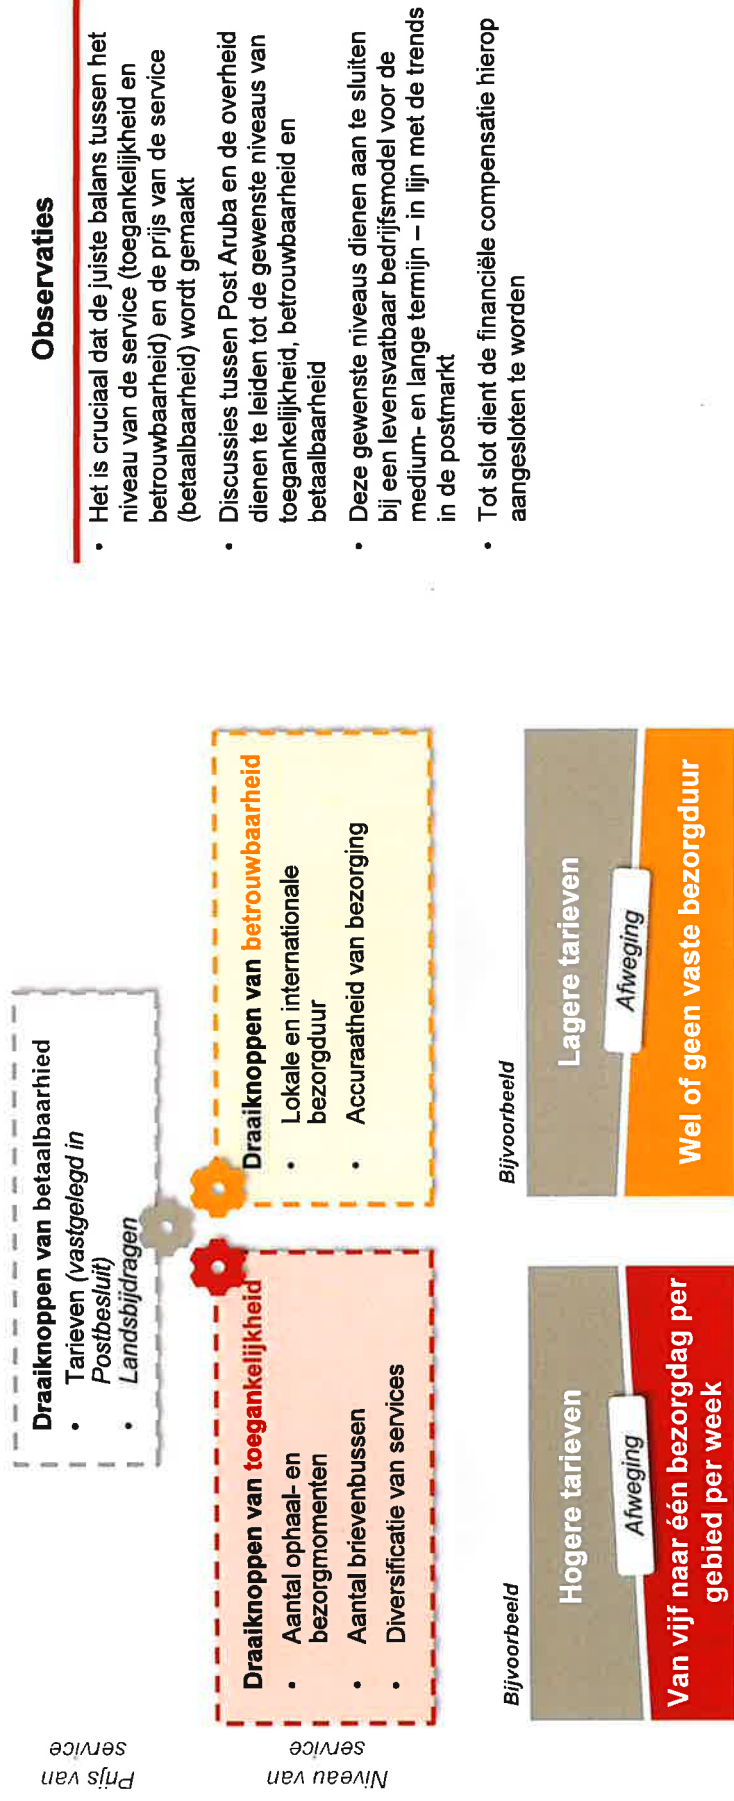 Prijs van
service
Draaiknoppen van betaalbaarhied
• Tarieven (vastgelegd in
Postbesluit)
• Landsbijdragen
Niveau van
service
Draaiknoppen van toegankelijkheid
• Aantal ophaal- en
bezorgmomenten
• Aantal brievenbussen
• Diversificatie van services
Draaiknoppen van betrouwbaarheid
• Lokale en internationale
bezorgduur
• Accuraatheid van bezorging
Bijvoorbeeld
Hogere tarieven
Afweging
Van vijf naar één bezorgdag per
gebied per week
Bijvoorbeeld
Lagere tarieven
Afweging
Wel of geen vaste bezorgduur
Observaties
• Het is cruciaal dat de juiste balans tussen het
niveau van de service (toegankelijkheid en
betrouwbaarheid) en de prijs van de service
(betaalbaarheid) wordt gemaakt
• Discussies tussen Post Aruba en de overheid
dienen te leiden tot de gewenste niveaus van
toegankelijkheid, betrouwbaarheid en
betaalbaarheid
• Deze gewenste niveaus dienen aan te sluiten
bij een levensvatbaar bedrijfsmodel voor de
medium- en lange termijn – in lijn met de trends
in de postmarkt
• Tot slot dient de financiële compensatie hierop
aangesloten te worden